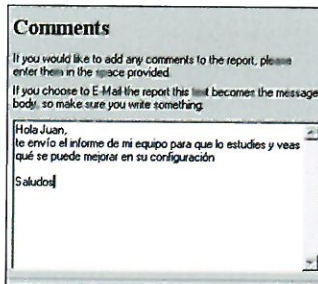 Comments
If you would like to add any comments to the report, please
enter them in the space provided.
If you choose to E-Mail the report this text becomes the message
body, so make sure you write something.
Hola Juan,
te envío el informe de mi equipo para que lo estudies y veas
qué se puede mejorar en su configuración
Saludos